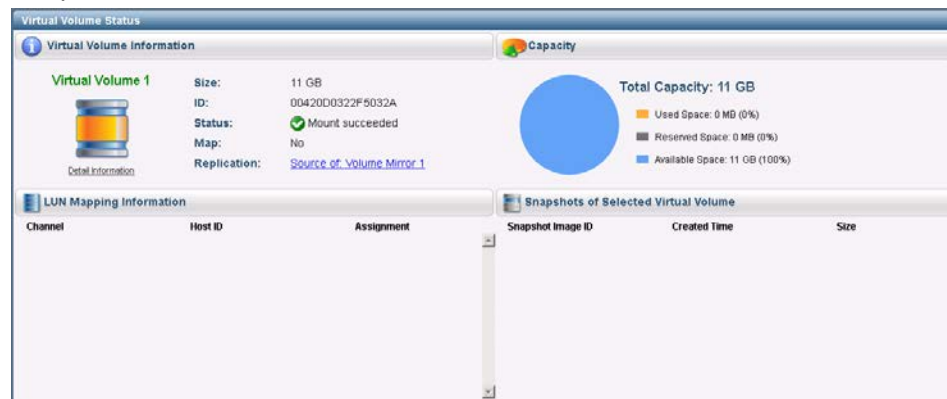 Virtual Volume Status
Virtual Volume Information
Virtual Volume 1
Detail Information
Size: 11 GB
ID: 00420D0322F5032A
Status: Mount succeeded
Map: No
Replication: Source of: Volume Mirror 1
Capacity
Total Capacity: 11 GB
Used Space: 0 MB (0%)
Reserved Space: 0 MB (0%)
Available Space: 11 GB (100%)
LUN Mapping Information
Channel Host ID Assignment
Snapshots of Selected Virtual Volume
Snapshot Image ID Created Time Size